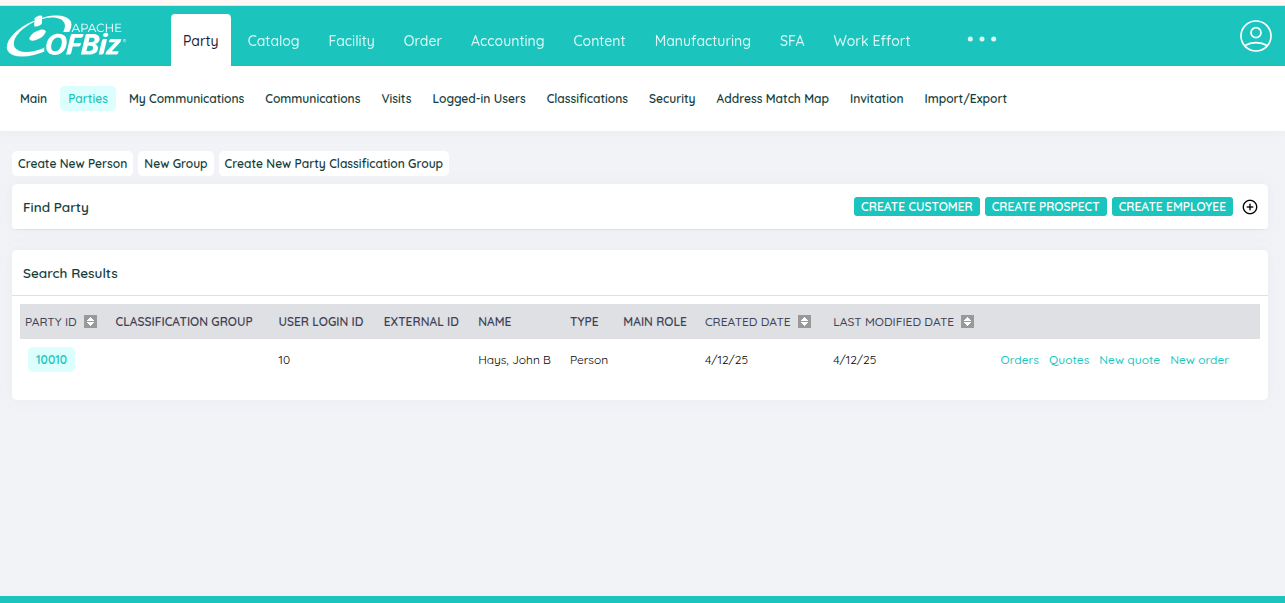 APACHE
OFBiz
Party Catalog Facility Order Accounting Content Manufacturing SFA Work Effort
Main Parties My Communications Communications Visits Logged-in Users Classifications Security Address Match Map Invitation Import/Export
Create New Person New Group Create New Party Classification Group
Find Party CREATE CUSTOMER CREATE PROSPECT CREATE EMPLOYEE
Search Results
PARTY ID CLASSIFICATION GROUP USER LOGIN ID EXTERNAL ID NAME TYPE MAIN ROLE CREATED DATE LAST MODIFIED DATE
10010 10 Hays, John B Person 4/12/25 4/12/25 Orders Quotes New quote New order